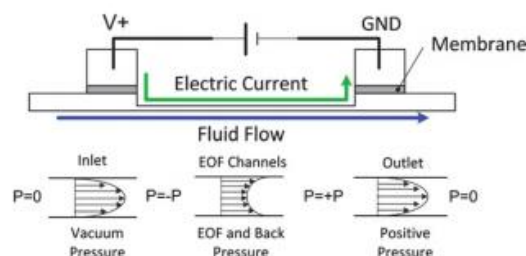 V+
GND
Membrane
Electric Current
Fluid Flow
Inlet
EOF Channels
Outlet
P=0
P=-P
P=+P
P=0
Vacuum
Pressure
EOF and Back
Pressure
Positive
Pressure